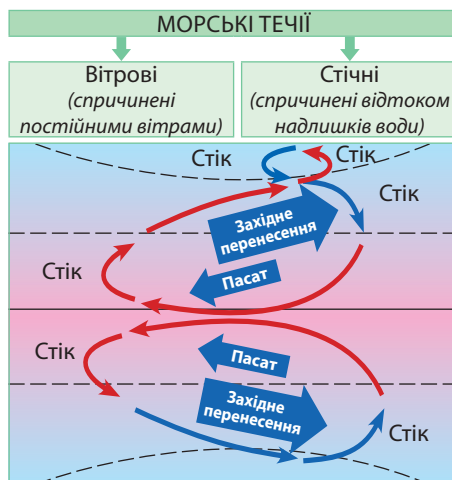 МОРСЬКІ ТЕЧІЇ
Вітрові
(спричинені
постійними вітрами)
Стічні
(спричинені відтоком
надлишків води)
Стік
Стік
Стік
Західне
перенесення
Стік
Пасат
Стік
Пасат
Західне
перенесення
Стік